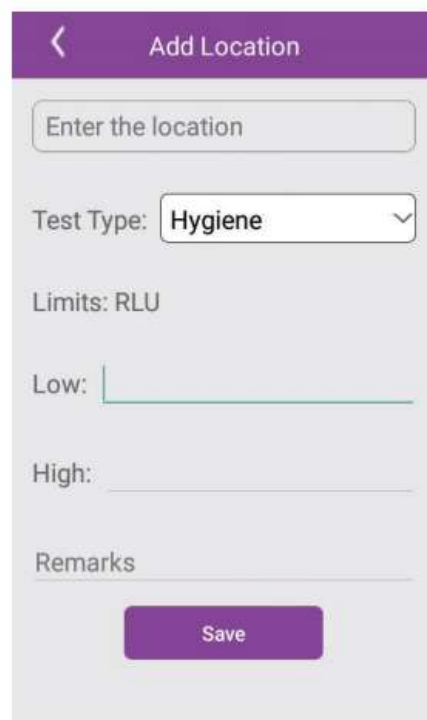 Add Location
Enter the location
Test Type: Hygiene
Limits: RLU
Low:
High:
Remarks
Save